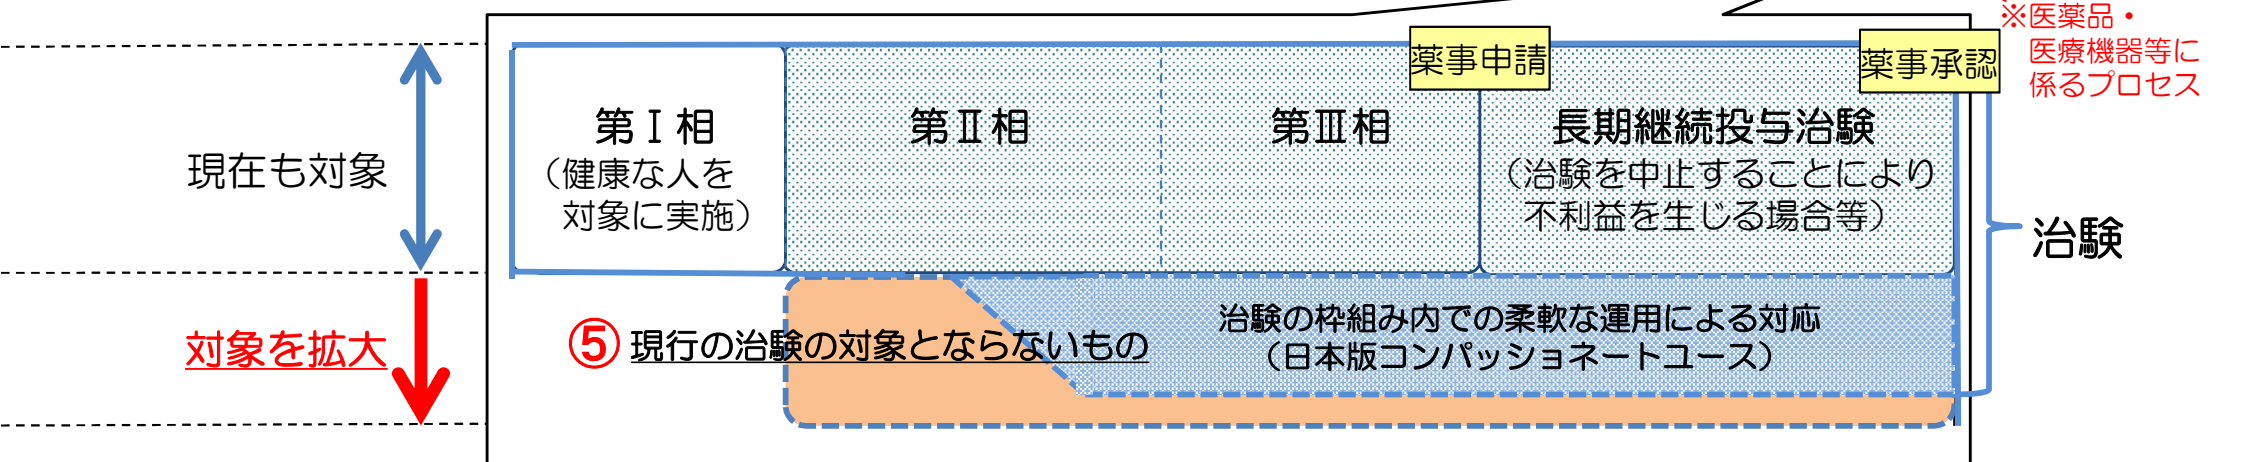 ※医薬品・
医療機器等に
係るプロセス
薬事申請
薬事承認
現在も対象
第Ⅰ相
（健康な人を
対象に実施）
第Ⅱ相
第Ⅲ相
長期継続投与治験
（治験を中止することにより
不利益を生じる場合等）
治験
対象を拡大
⑤現行の治験の対象とならないもの
治験の枠組み内での柔軟な運用による対応
（日本版コンパッショネートユース）